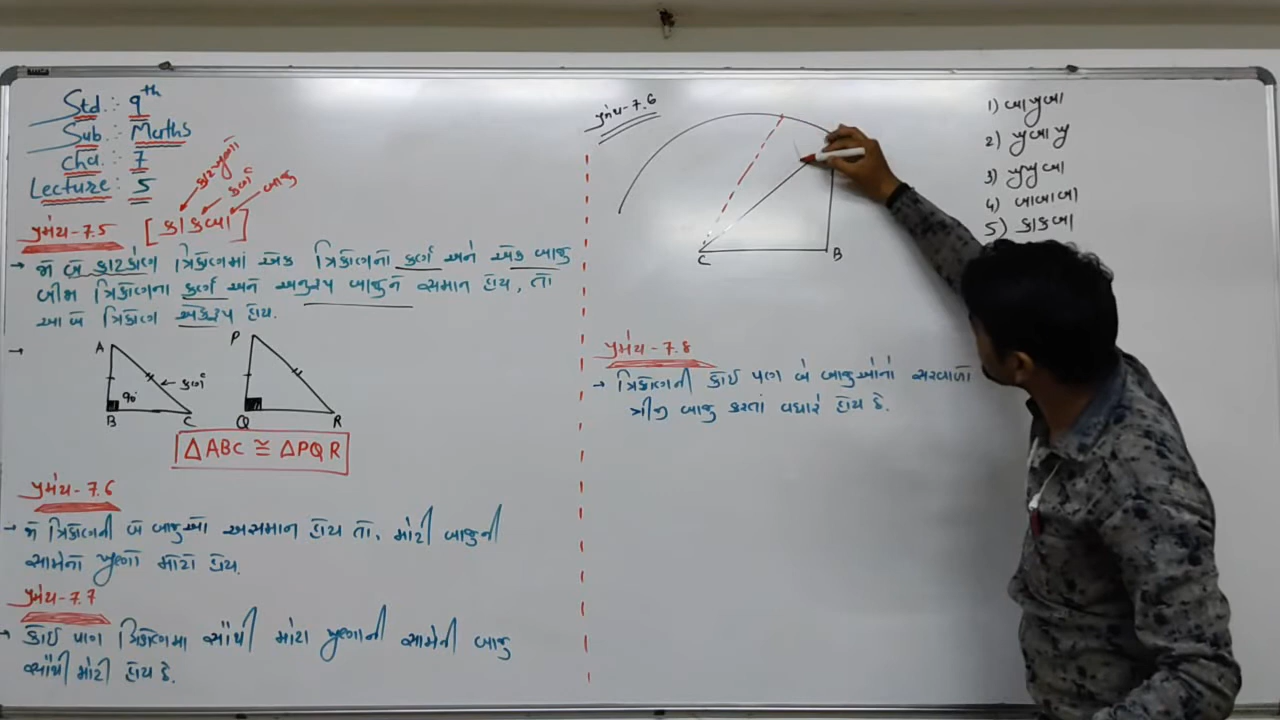 Std. :- 9th
Sub. :- Maths
cha. :- 7
Lecture :- 5
કાટખૂણો
કર્ણ
બાજુ
પ્રમેય - 7.5 [કાકબા]
→ જો બે કાટકોણ ત્રિકોણમાં એક ત્રિકોણનો કર્ણ અને એક બાજુ
બીજા ત્રિકોણના કર્ણ અને અનુરૂપ બાજુને સમાન હોય, તો
આ બે ત્રિકોણ એકરૂપ હોય.
→
A
કર્ણ
90°
B C
P
Q R
△ABC ≅ △PQR
પ્રમેય - 7.6
→ જો ત્રિકોણની બે બાજુઓ અસમાન હોય તો, મોટી બાજુની
સામેનો ખૂણો મોટો હોય.
પ્રમેય - 7.7
→ કોઈ પણ ત્રિકોણમાં સૌથી મોટા ખૂણાની સામેની બાજુ
સૌથી મોટી હોય છે.
પ્રમેય - 7.6
C B
પ્રમેય - 7.8
→ ત્રિકોણની કોઈ પણ બે બાજુઓનો સરવાળો
ત્રીજી બાજુ કરતાં વધારે હોય છે.
1) બાખૂબા
2) ખૂબાખૂ
3) ખૂખૂબા
4) બાબાબા
5) કાકબા